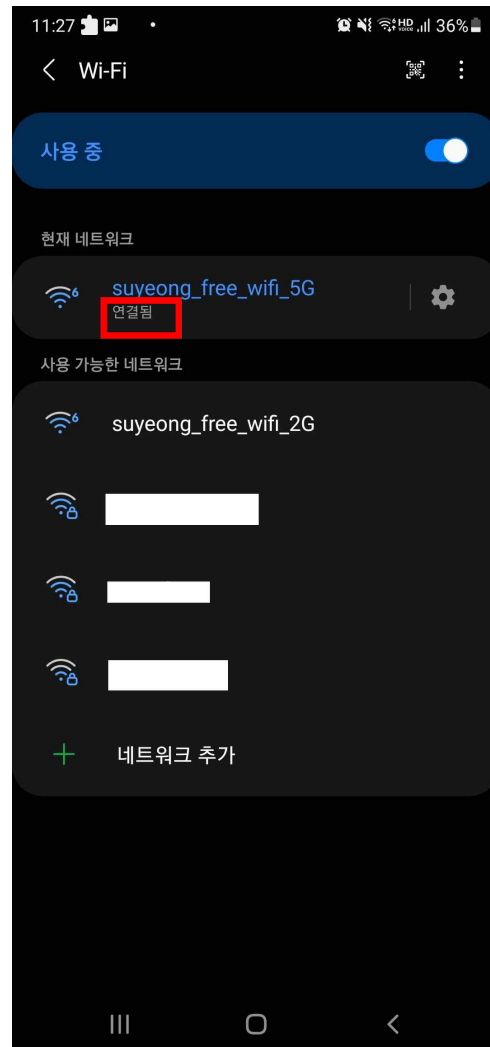 11:27 36%
Wi-Fi
사용 중
현재 네트워크
suyeong_free_wifi_5G
연결됨
사용 가능한 네트워크
suyeong_free_wifi_2G
네트워크 추가